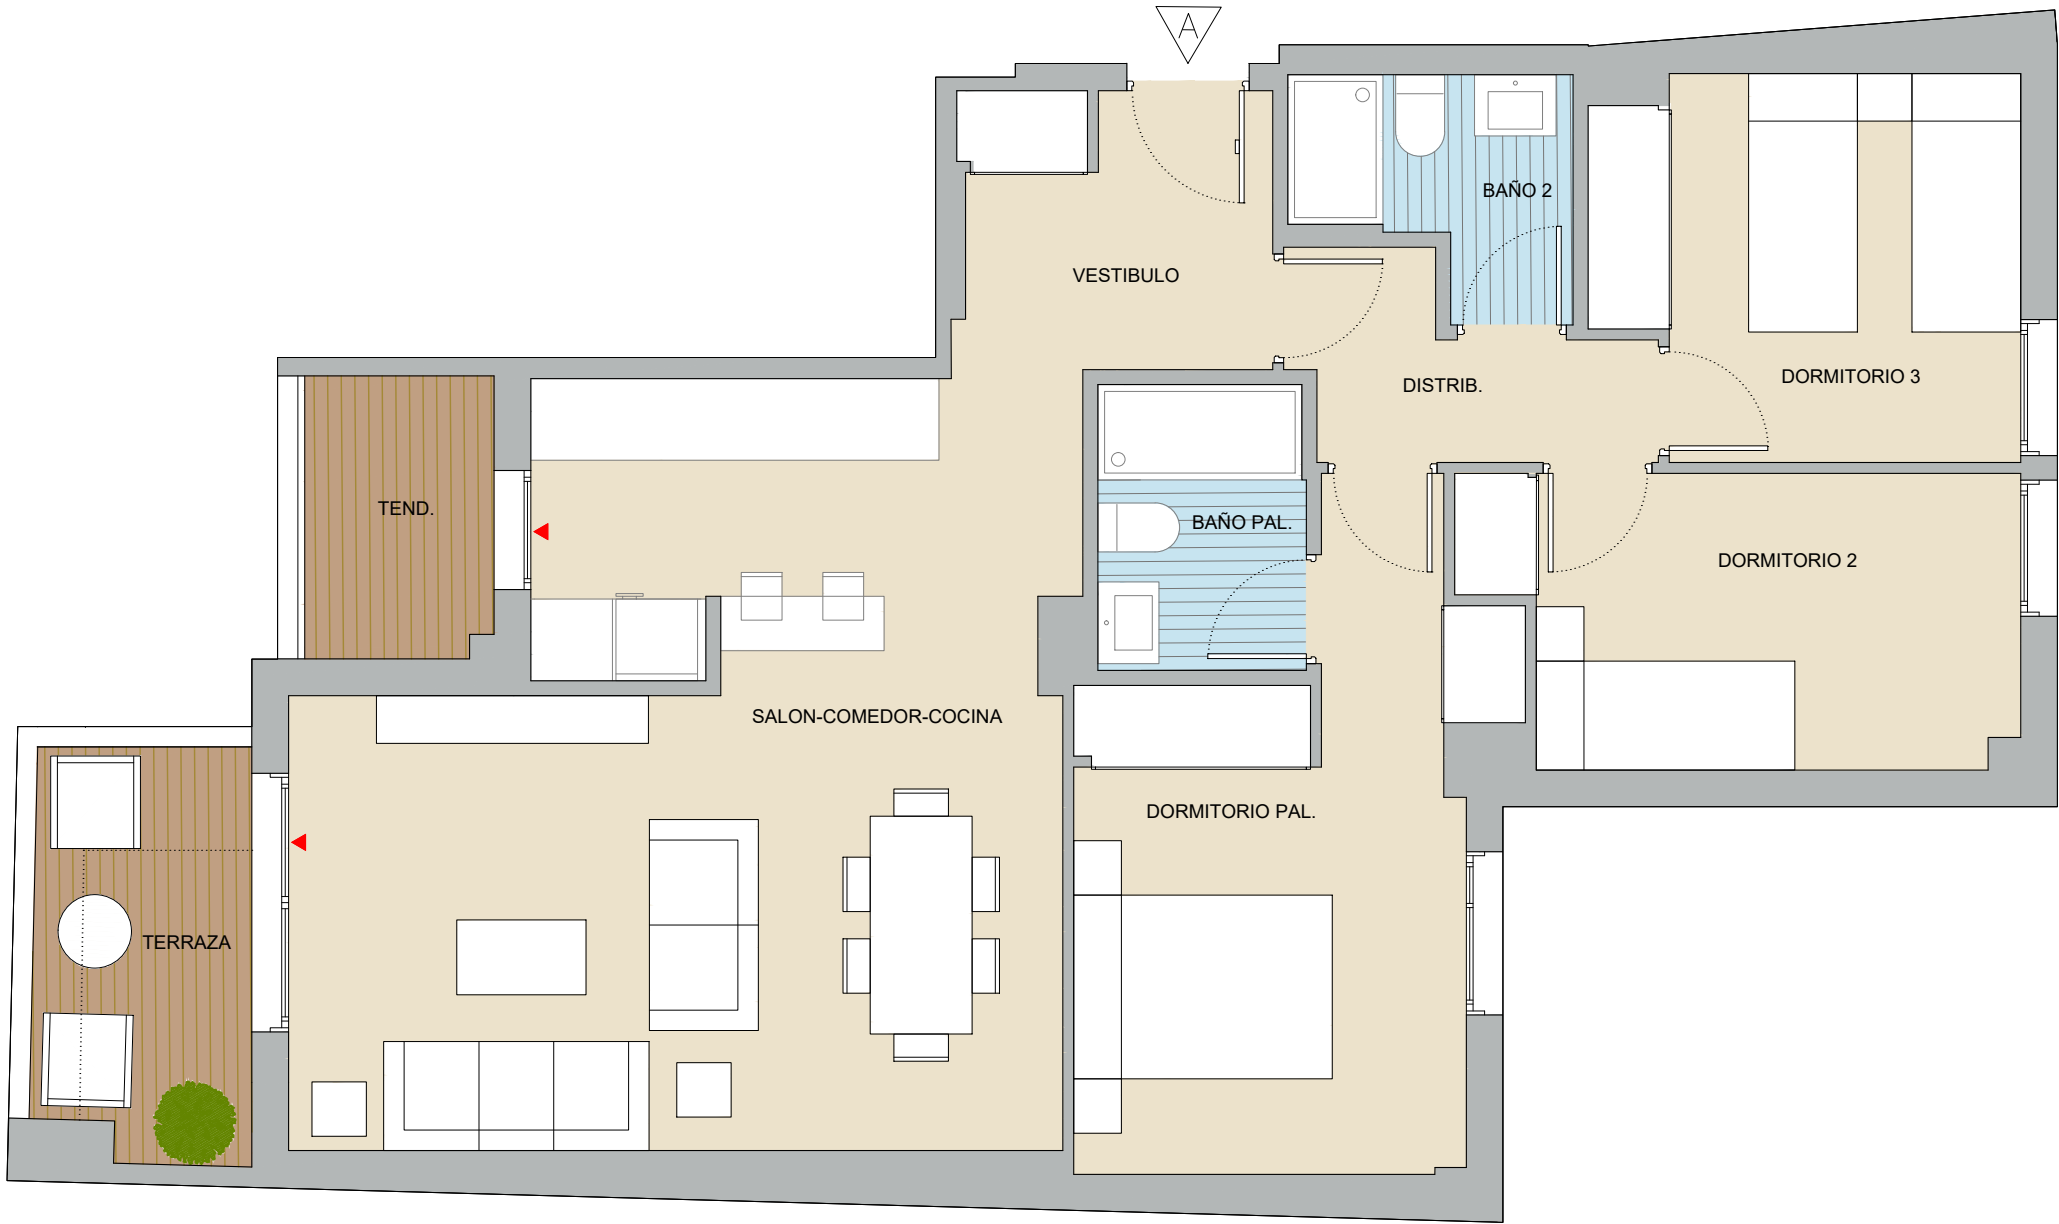 A
BAÑO 2
VESTIBULO
DORMITORIO 3
DISTRIB.
TEND.
BAÑO PAL.
DORMITORIO 2
SALON-COMEDOR-COCINA
DORMITORIO PAL.
TERRAZA